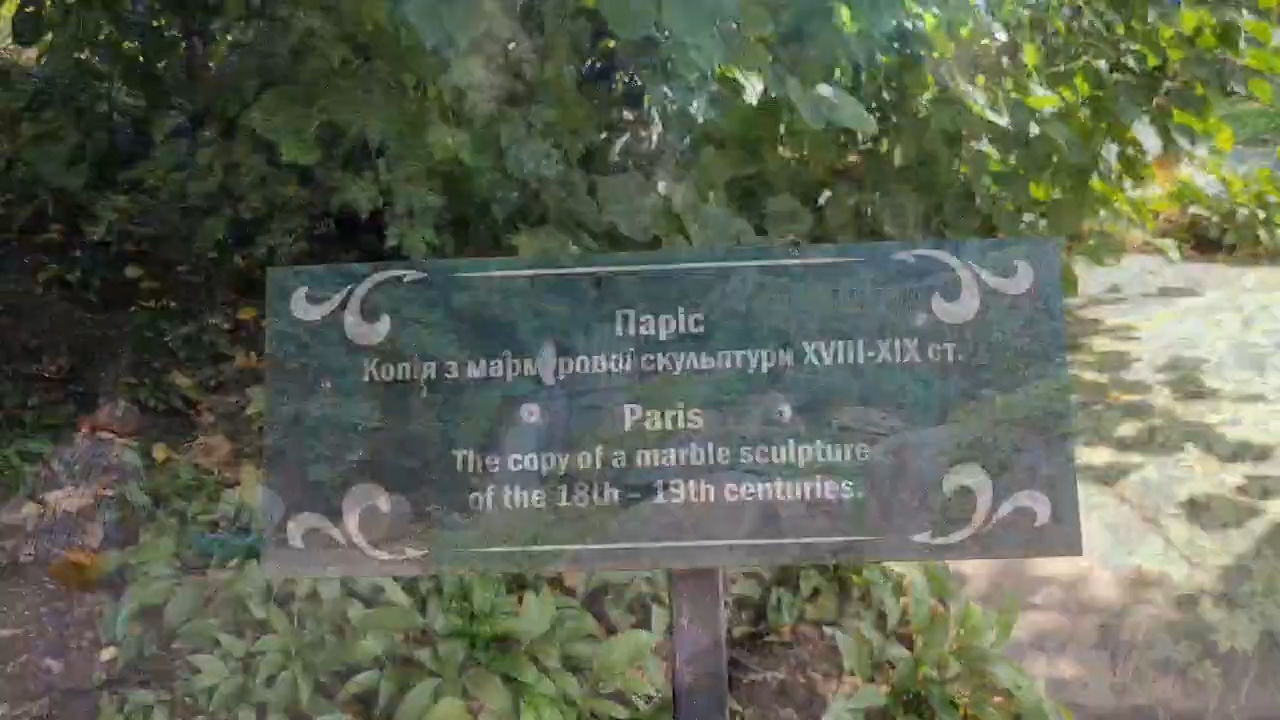 Паріс
Копія з мармурової скульптури XVIII-XIX ст.
Paris
The copy of a marble sculpture
of the 18th – 19th centuries.